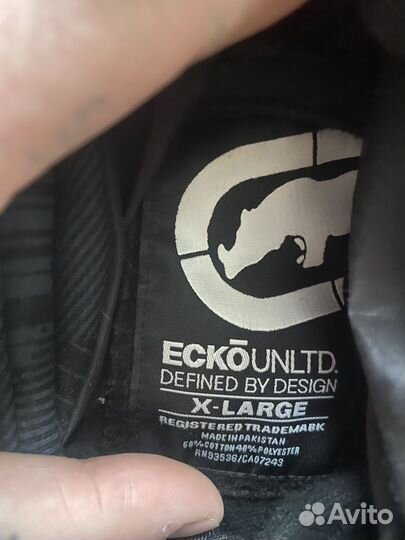 ECKŌUNLTD.
DEFINED BY DESIGN
X-LARGE
REGISTERED TRADEMARK
MADE IN PAKISTAN
60% COTTON 40% POLYESTER
RN93536/CA07243
Avito